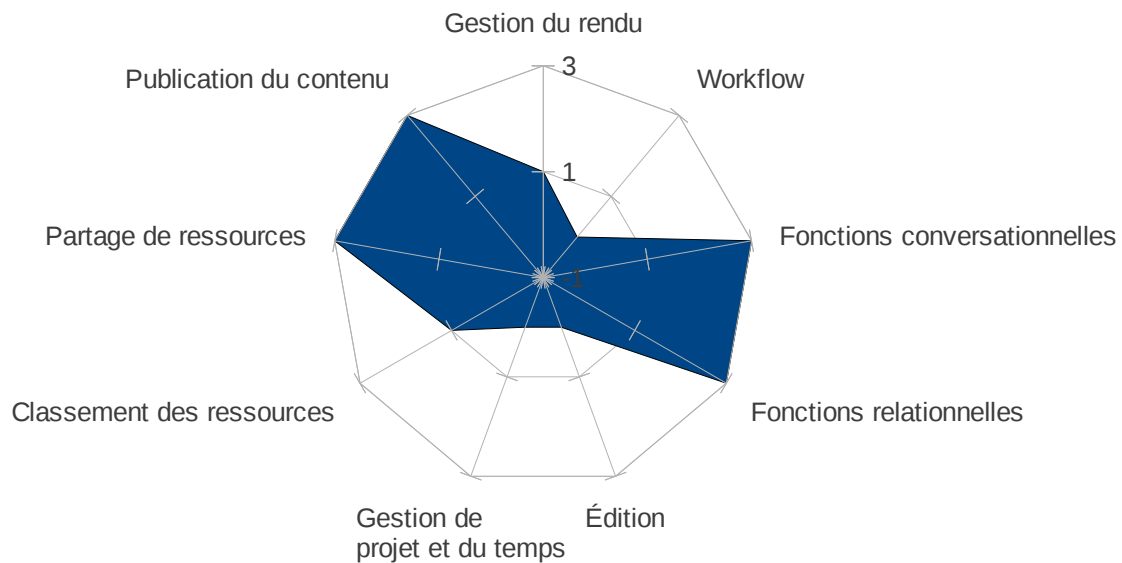 Gestion du rendu
Publication du contenu
3
Workflow
1
Partage de ressources
Fonctions conversationnelles
-1
Classement des ressources
Fonctions relationnelles
Gestion de
projet et du temps
Édition